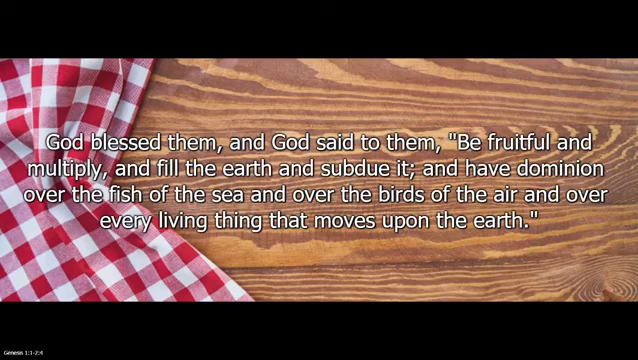 God blessed them, and God said to them, "Be fruitful and
multiply, and fill the earth and subdue it; and have dominion
over the fish of the sea and over the birds of the air and over
every living thing that moves upon the earth."
Genesis 1:1-2:4